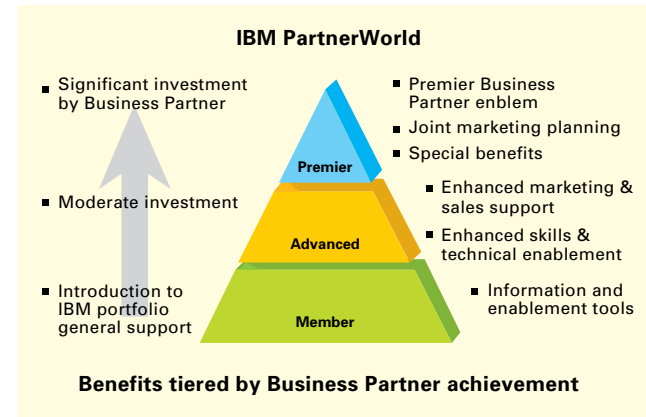 IBM PartnerWorld
Significant investment
by Business Partner
Moderate investment
Introduction to
IBM portfolio
general support
Premier
Advanced
Member
Premier Business
Partner enblem
Joint marketing planning
Special benefits
Enhanced marketing &
sales support
Enhanced skills &
technical enablement
Information and
enablement tools
Benefits tiered by Business Partner achievement